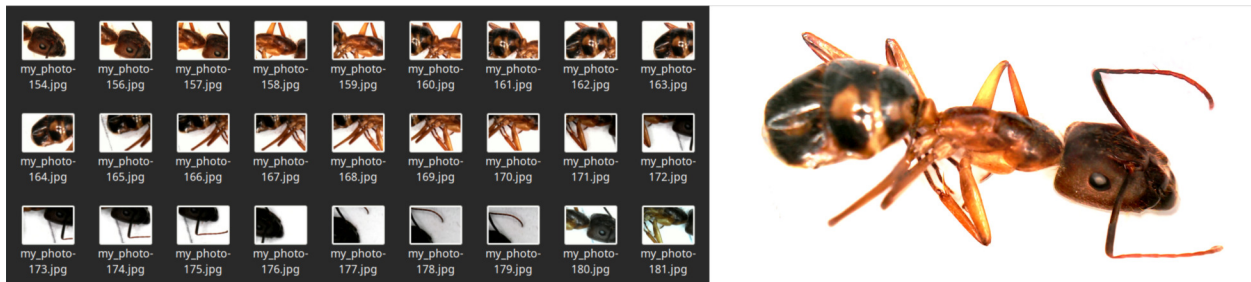 my_photo-154.jpg
my_photo-156.jpg
my_photo-157.jpg
my_photo-158.jpg
my_photo-159.jpg
my_photo-160.jpg
my_photo-161.jpg
my_photo-162.jpg
my_photo-163.jpg
my_photo-164.jpg
my_photo-165.jpg
my_photo-166.jpg
my_photo-167.jpg
my_photo-168.jpg
my_photo-169.jpg
my_photo-170.jpg
my_photo-171.jpg
my_photo-172.jpg
my_photo-173.jpg
my_photo-174.jpg
my_photo-175.jpg
my_photo-176.jpg
my_photo-177.jpg
my_photo-178.jpg
my_photo-179.jpg
my_photo-180.jpg
my_photo-181.jpg